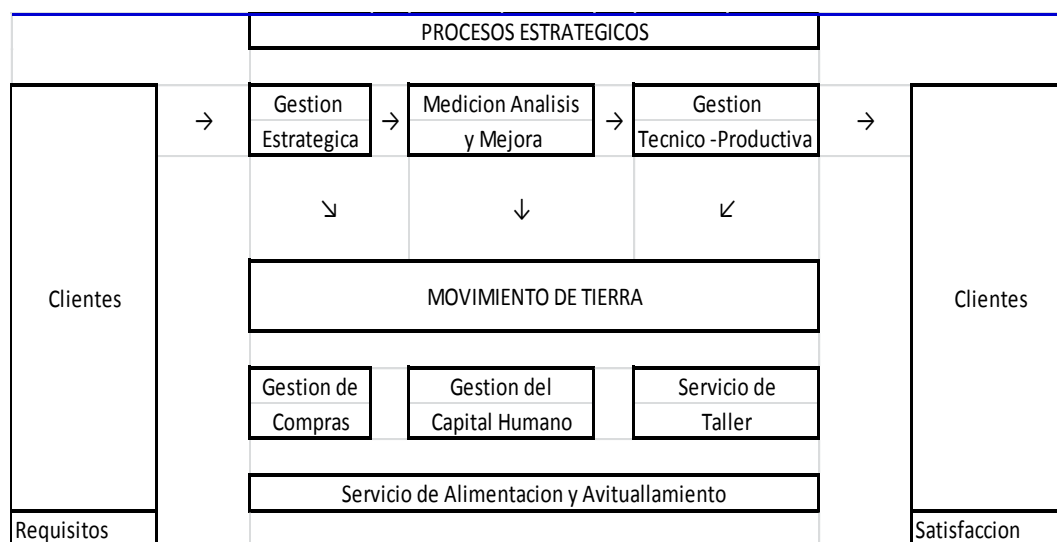 PROCESOS ESTRATEGICOS
Gestion
Estrategica
Medicion Analisis
y Mejora
Gestion
Tecnico -Productiva
Clientes
MOVIMIENTO DE TIERRA
Clientes
Gestion de
Compras
Gestion del
Capital Humano
Servicio de
Taller
Servicio de Alimentacion y Avituallamiento
Requisitos
Satisfaccion